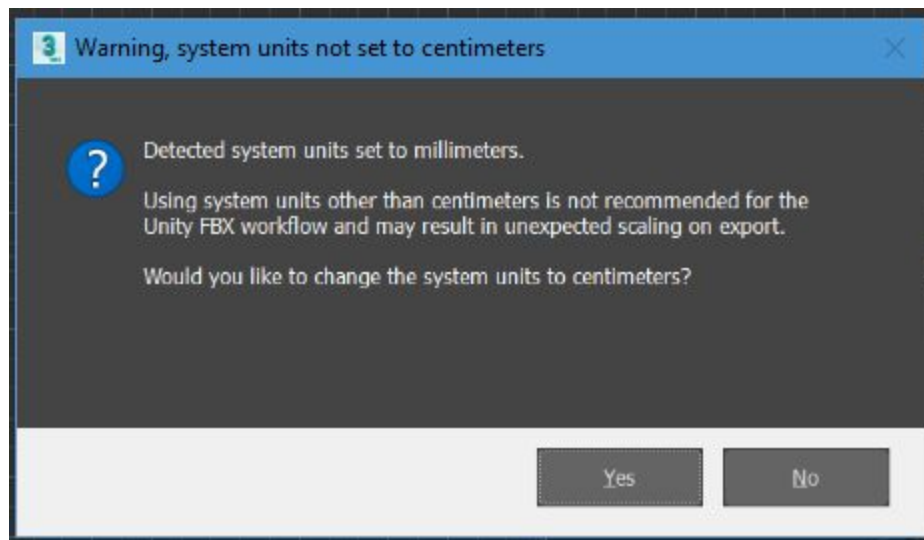 Warning, system units not set to centimeters
Detected system units set to millimeters.
Using system units other than centimeters is not recommended for the
Unity FBX workflow and may result in unexpected scaling on export.
Would you like to change the system units to centimeters?
Yes No